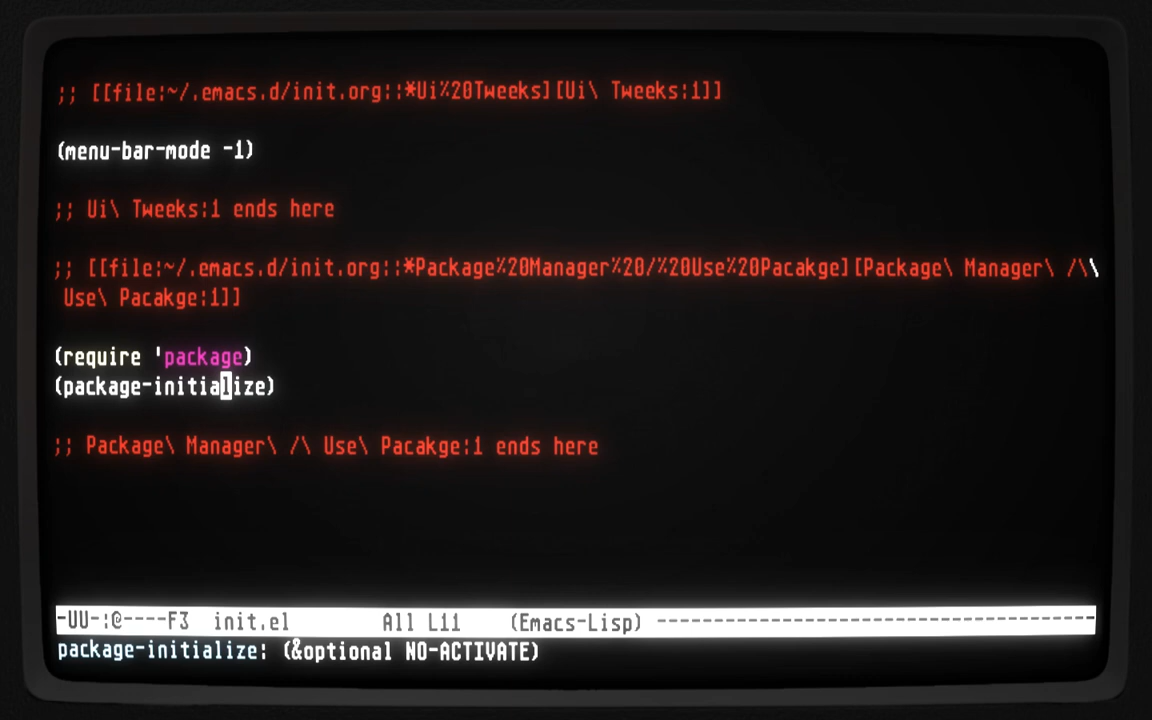 ;; [[file:~/.emacs.d/init.org::*Ui%20Tweeks][Ui\ Tweeks:1]]
(menu-bar-mode -1)
;; Ui\ Tweeks:1 ends here
;; [[file:~/.emacs.d/init.org::*Package%20Manager%20/%20Use%20Pacakge][Package\ Manager\ /\\
Use\ Pacakge:1]]
(require 'package)
(package-initialize)
;; Package\ Manager\ /\ Use\ Pacakge:1 ends here
-UU-:@----F3  init.el        All L11    (Emacs-Lisp) ---------------------------------------
package-initialize: (&optional NO-ACTIVATE)